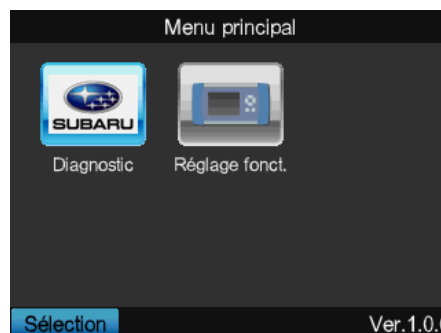 Menu principal
SUBARU
Diagnostic
Réglage fonct.
Sélection
Ver.1.0.